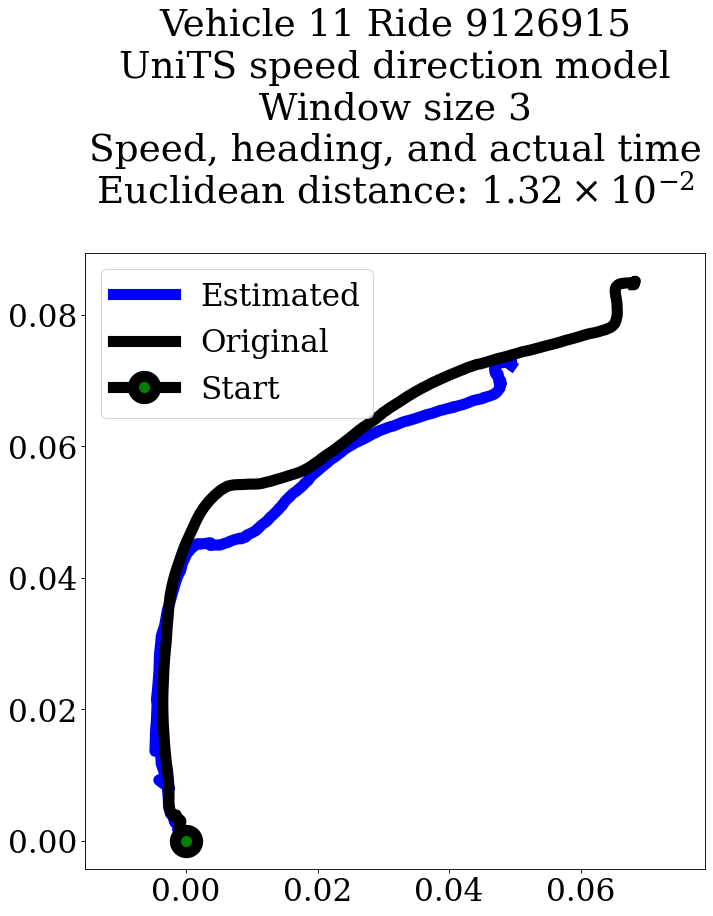 Vehicle 11 Ride 9126915
UniTS speed direction model
Window size 3
Speed, heading, and actual time
Euclidean distance: 1.32 × 10⁻²
Estimated
Original
Start
0.08
0.06
0.04
0.02
0.00
0.00 0.02 0.04 0.06